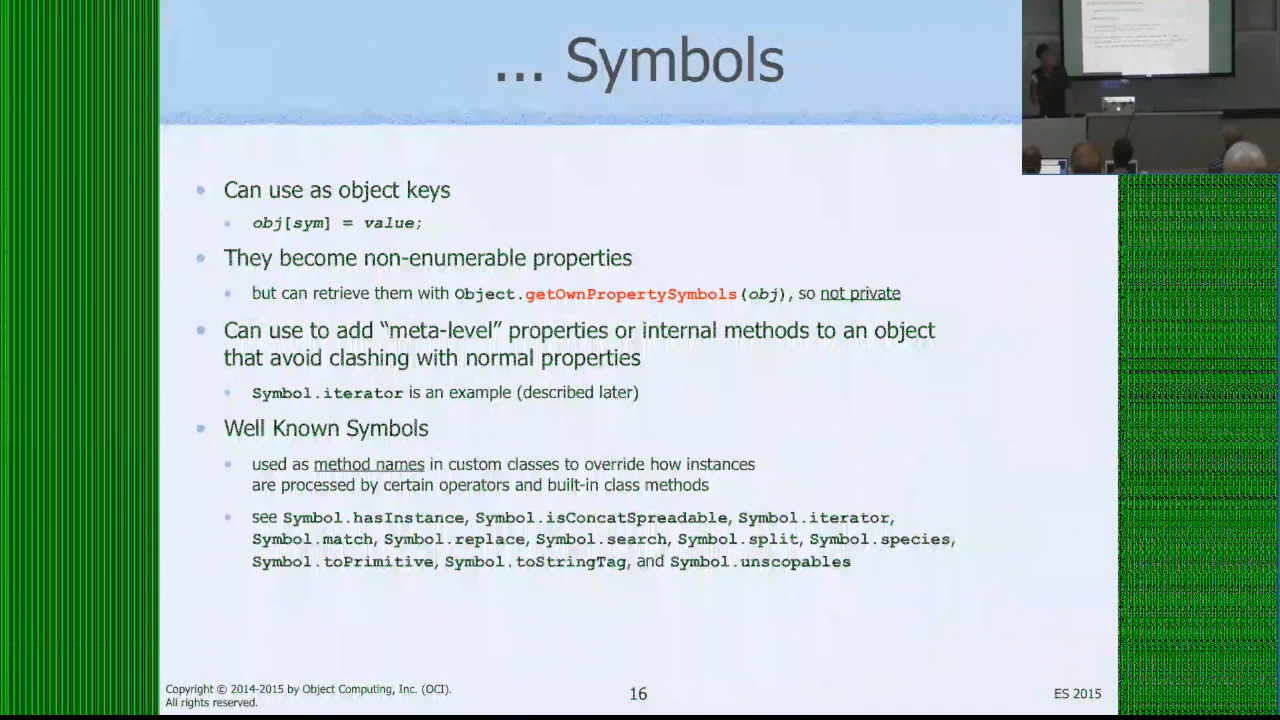 ... Symbols
Can use as object keys
obj[sym] = value;
They become non-enumerable properties
but can retrieve them with Object.getOwnPropertySymbols(obj), so not private
Can use to add “meta-level” properties or internal methods to an object
that avoid clashing with normal properties
Symbol.iterator is an example (described later)
Well Known Symbols
used as method names in custom classes to override how instances
are processed by certain operators and built-in class methods
see Symbol.hasInstance, Symbol.isConcatSpreadable, Symbol.iterator,
Symbol.match, Symbol.replace, Symbol.search, Symbol.split, Symbol.species,
Symbol.toPrimitive, Symbol.toStringTag, and Symbol.unscopables
Copyright © 2014-2015 by Object Computing, Inc. (OCI).
All rights reserved.
16
ES 2015